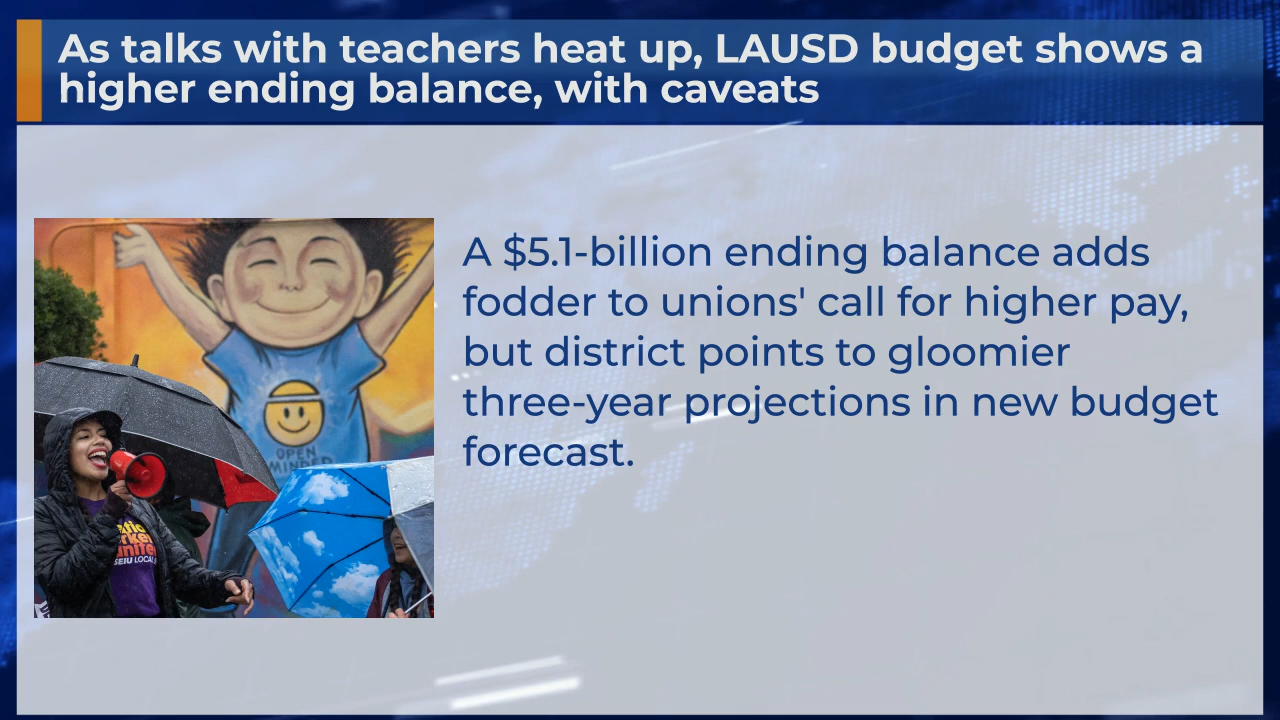 As talks with teachers heat up, LAUSD budget shows a
higher ending balance, with caveats
A $5.1-billion ending balance adds
fodder to unions' call for higher pay,
but district points to gloomier
three-year projections in new budget
forecast.
OPEN
MINDED
SEIU LOCAL